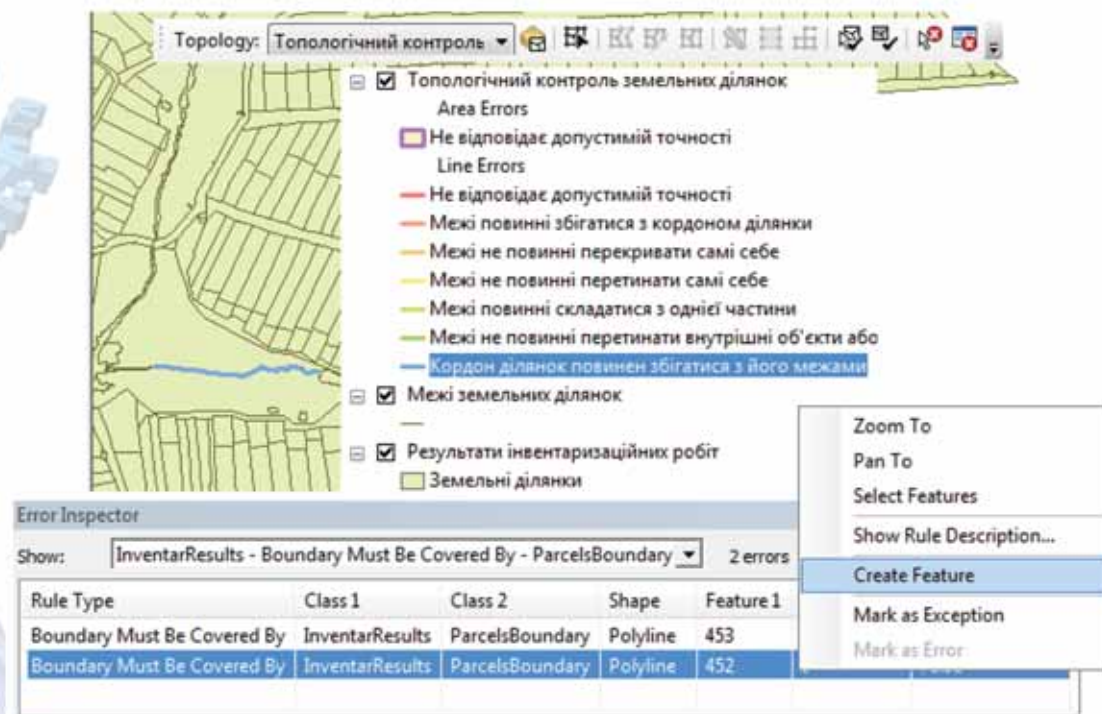 Topology: Топологічний контроль
Топологічний контроль земельних ділянок
Area Errors
Не відповідає допустимій точності
Line Errors
Не відповідає допустимій точності
Межі повинні збігатися з кордоном ділянки
Межі не повинні перекривати самі себе
Межі не повинні перетинати самі себе
Межі повинні складатися з однієї частини
Межі не повинні перетинати внутрішні об'єкти або
Кордон ділянок повинен збігатися з його межами
Межі земельних ділянок
Результати інвентаризаційних робіт
Земельні ділянки
Zoom To
Pan To
Select Features
Show Rule Description...
Create Feature
Mark as Exception
Mark as Error
Error Inspector
Show: InventarResults - Boundary Must Be Covered By - ParcelsBoundary 2 errors
Rule Type Class 1 Class 2 Shape Feature 1
Boundary Must Be Covered By InventarResults ParcelsBoundary Polyline 453
Boundary Must Be Covered By InventarResults ParcelsBoundary Polyline 452